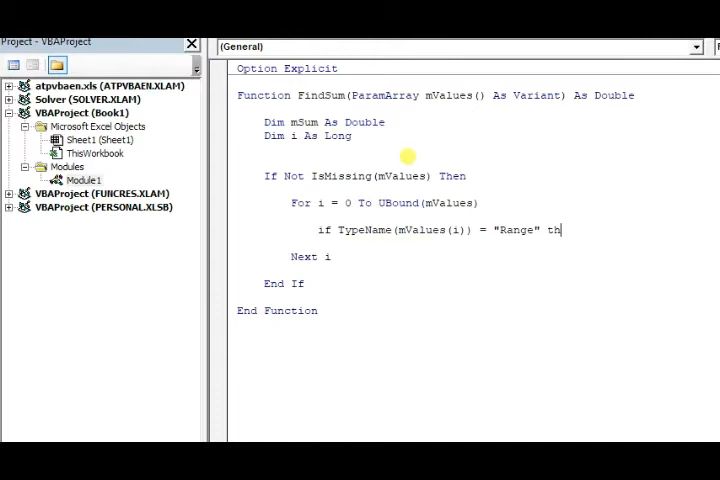 Project - VBAProject
(General)
atpvbaen.xls (ATPVBAEN.XLAM)
Solver (SOLVER.XLAM)
VBAProject (Book1)
Microsoft Excel Objects
Sheet1 (Sheet1)
ThisWorkbook
Modules
Module1
VBAProject (FUNCRES.XLAM)
VBAProject (PERSONAL.XLSB)
Option Explicit
Function FindSum(ParamArray mValues() As Variant) As Double
Dim mSum As Double
Dim i As Long
If Not IsMissing(mValues) Then
For i = 0 To UBound(mValues)
if TypeName(mValues(i)) = "Range" th
Next i
End If
End Function